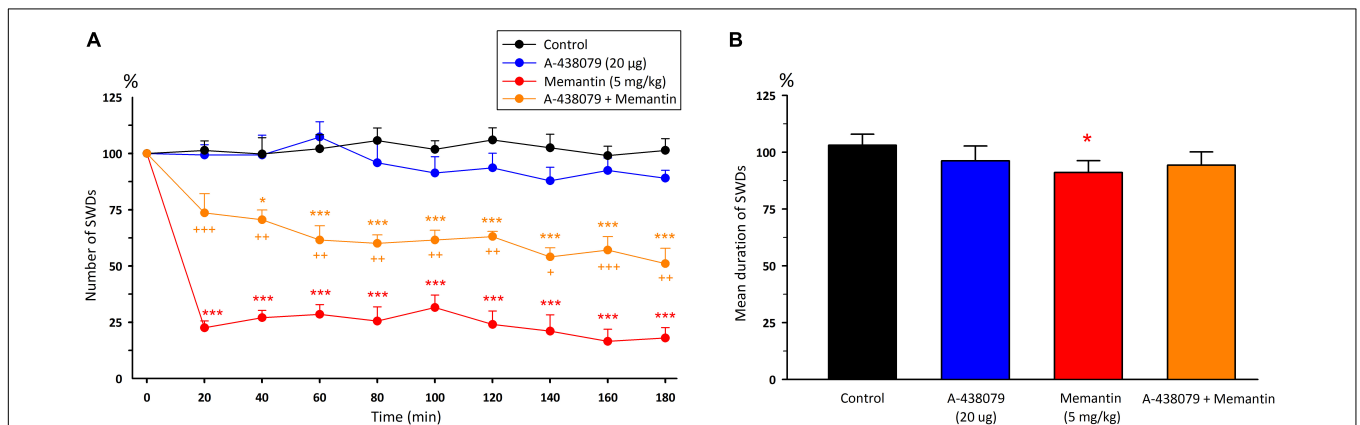 A
%
Number of SWDs
125
100
75
50
25
0
Control
A-438079 (20 µg)
Memantin (5 mg/kg)
A-438079 + Memantin
*
***
***
***
***
***
***
***
+++
++
++
++
++
++
+
+++
++
***
***
***
***
***
***
***
***
***
0 20 40 60 80 100 120 140 160 180
Time (min)
B
%
Mean duration of SWDs
125
100
75
50
25
0
*
Control
A-438079
(20 ug)
Memantin
(5 mg/kg)
A-438079 + Memantin